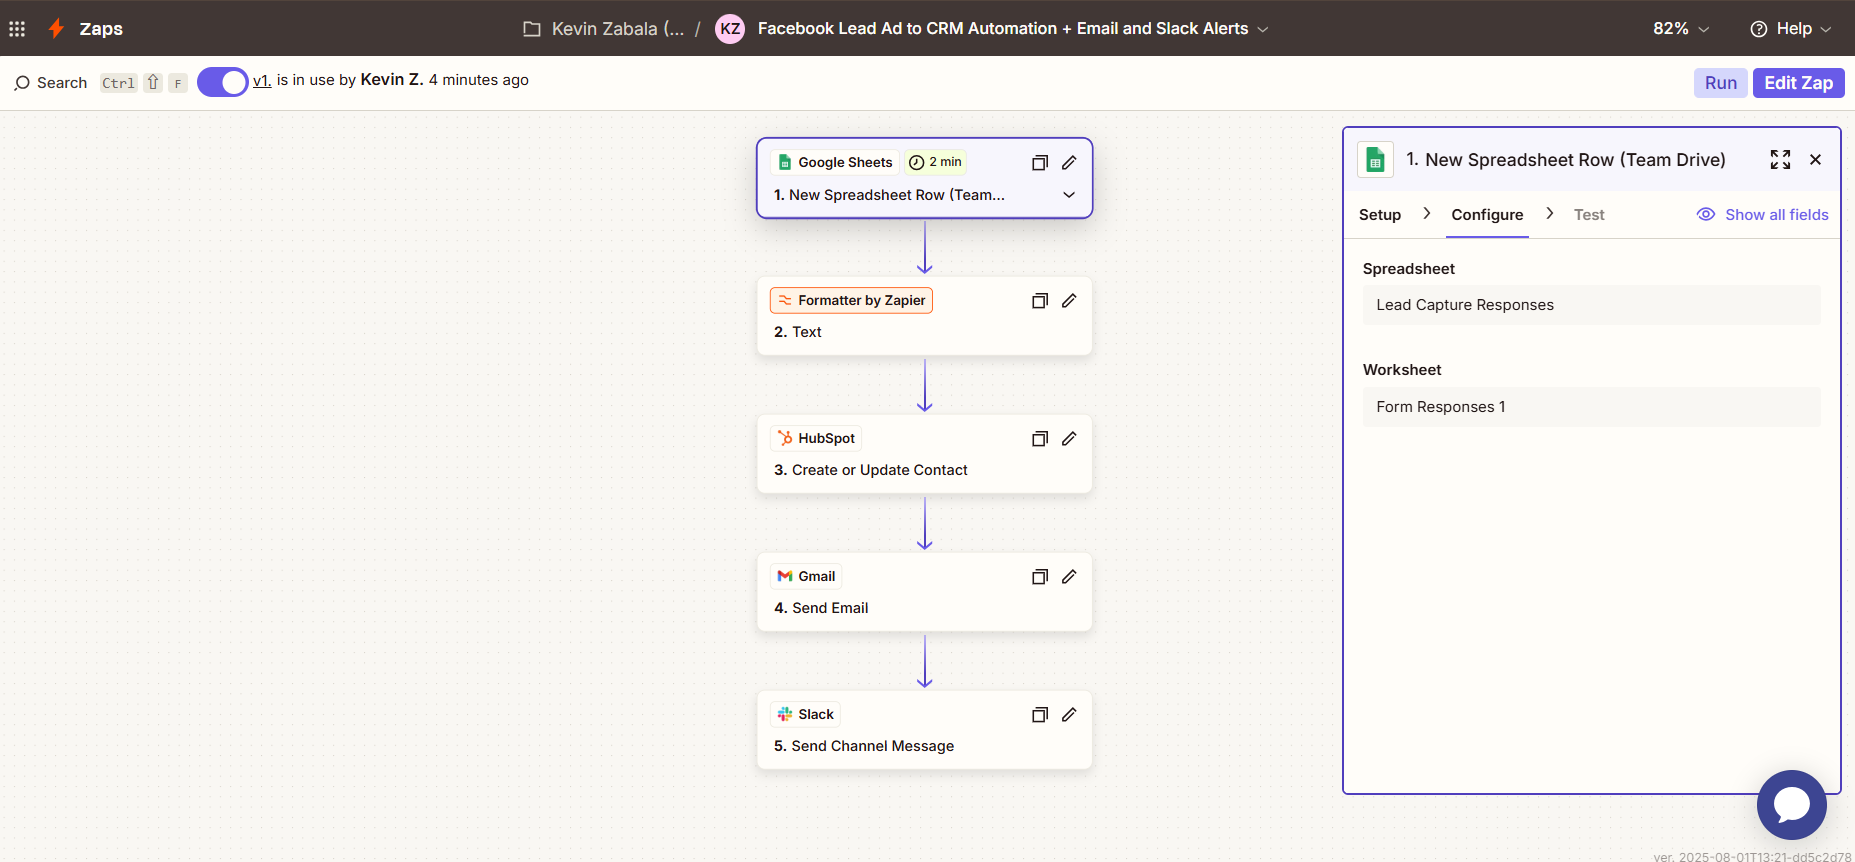 Zaps
Kevin Zabala (... / KZ Facebook Lead Ad to CRM Automation + Email and Slack Alerts
82%
Help
Search Ctrl ⇧ F
v1. is in use by Kevin Z. 4 minutes ago
Run
Edit Zap
Google Sheets 2 min
1. New Spreadsheet Row (Team...
Formatter by Zapier
2. Text
HubSpot
3. Create or Update Contact
Gmail
4. Send Email
Slack
5. Send Channel Message
1. New Spreadsheet Row (Team Drive)
Setup Configure Test Show all fields
Spreadsheet
Lead Capture Responses
Worksheet
Form Responses 1
ver. 2025-08-01T13:21-dd5c2d78